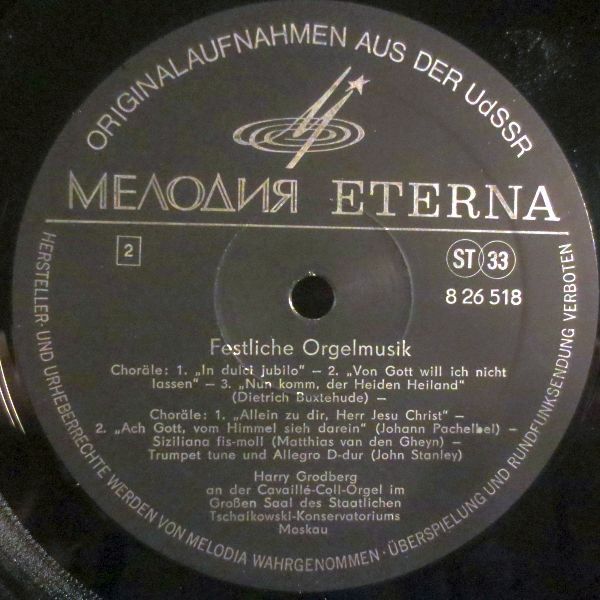 ORIGINALAUFNAHMEN AUS DER UdSSR
МЕЛОДИЯ ETERNA
2
ST 33
8 26 518
Festliche Orgelmusik
Choräle: 1. „In dulci jubilo“ – 2. „Von Gott will ich nicht
lassen“ – 3. „Nun komm, der Heiden Heiland“
(Dietrich Buxtehude)
Choräle: 1. „Allein zu dir, Herr Jesu Christ“ –
2. „Ach Gott, vom Himmel sieh darein“ (Johann Pachelbel) –
Siziliana fis-moll (Matthias van den Gheyn) –
Trumpet tune und Allegro D-dur (John Stanley)
Harry Grodberg
an der Cavaillé-Coll-Orgel im
Großen Saal des Staatlichen
Tschaikowski-Konservatoriums
Moskau
HERSTELLER- UND URHEBERRECHTE WERDEN VON MELODIA WAHRGENOMMEN · ÜBERSPIELUNG UND RUNDFUNKSENDUNG VERBOTEN